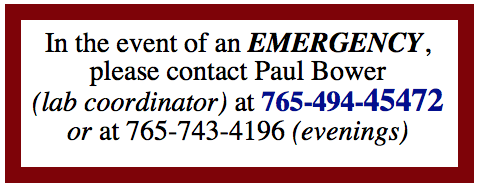 In the event of an EMERGENCY,
please contact Paul Bower
(lab coordinator) at 765-494-45472
or at 765-743-4196 (evenings)